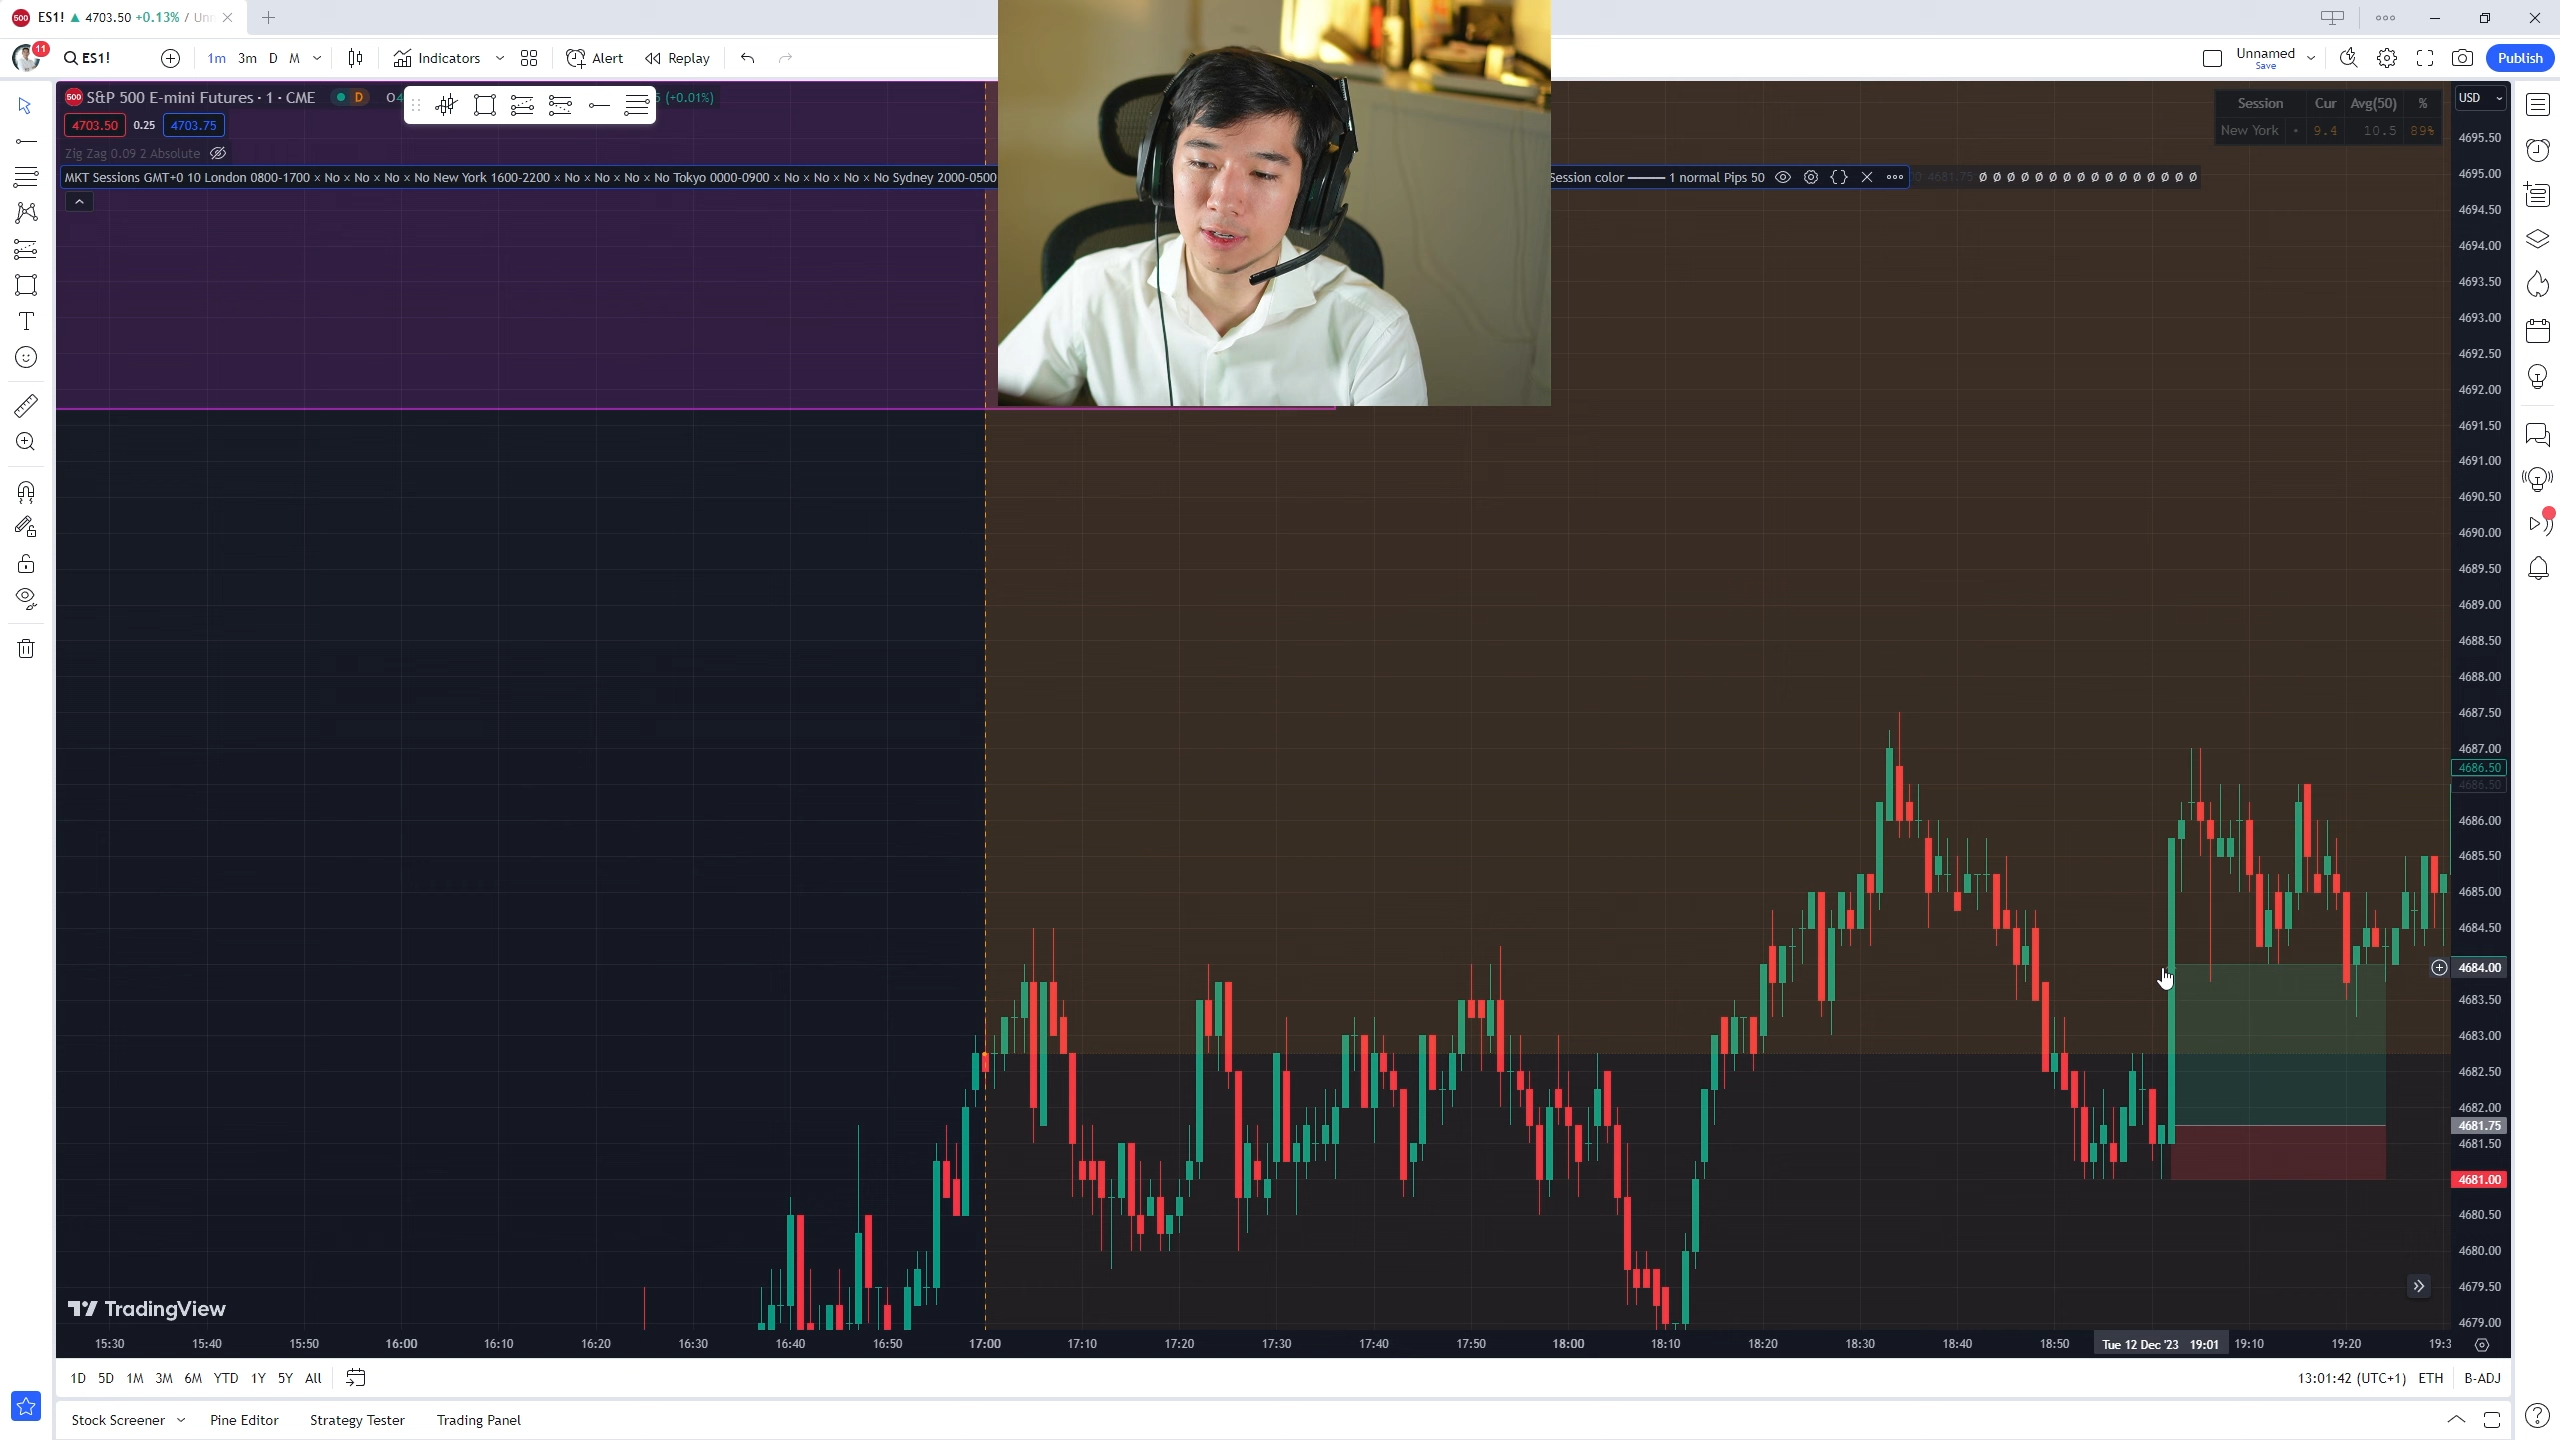 ES1! ▲ 4703.50 +0.13% / Unn
11 ES1! 1m 3m D M Indicators Alert Replay Unnamed Save Publish
S&P 500 E-mini Futures · 1 · CME D O4 (+0.01%)
4703.50 0.25 4703.75
Zig Zag 0.09 2 Absolute
MKT Sessions GMT+0 10 London 0800-1700 × No × No × No × No New York 1600-2200 × No × No × No × No Tokyo 0000-0900 × No × No × No × No Sydney 2000-0500
Session color 1 normal Pips 50 4681.75 Ø Ø Ø Ø Ø Ø Ø Ø Ø Ø Ø Ø Ø Ø Ø Ø
Session Cur Avg(50) %
New York • 9.4 10.5 89%
USD
4695.50
4695.00
4694.50
4694.00
4693.50
4693.00
4692.50
4692.00
4691.50
4691.00
4690.50
4690.00
4689.50
4689.00
4688.50
4688.00
4687.50
4687.00
4686.50
4686.50
4686.00
4685.50
4685.00
4684.50
4684.00
4683.50
4683.00
4682.50
4682.00
4681.75
4681.50
4681.00
4680.50
4680.00
4679.50
4679.00
TradingView
15:30 15:40 15:50 16:00 16:10 16:20 16:30 16:40 16:50 17:00 17:10 17:20 17:30 17:40 17:50 18:00 18:10 18:20 18:30 18:40 18:50 Tue 12 Dec '23 19:01 19:10 19:20 19:3
1D 5D 1M 3M 6M YTD 1Y 5Y All 13:01:42 (UTC+1) ETH B-ADJ
Stock Screener Pine Editor Strategy Tester Trading Panel